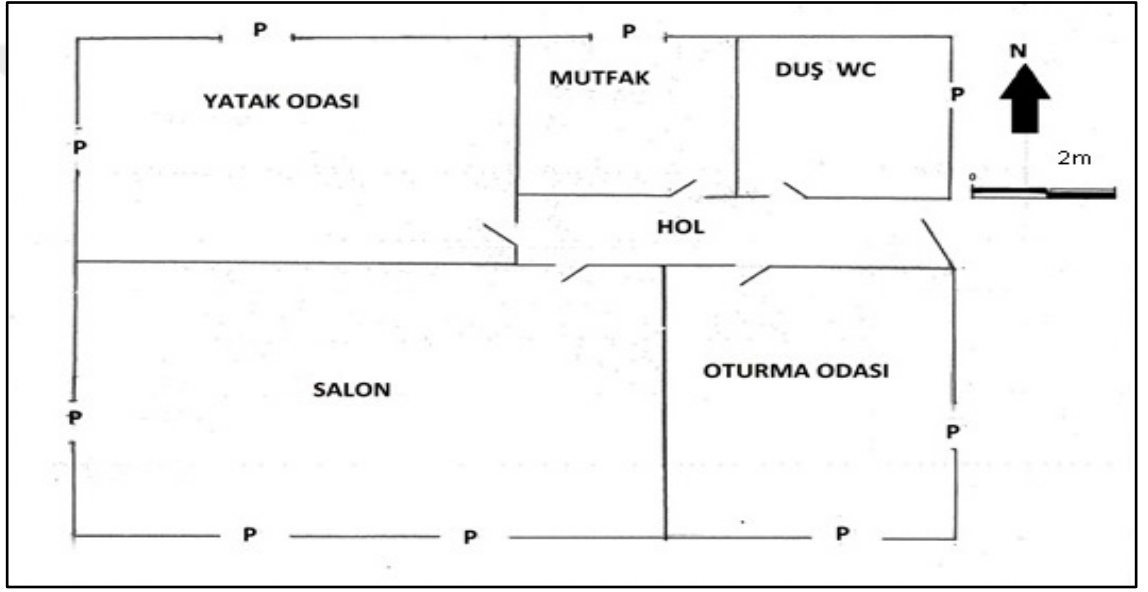 P
P
N
MUTFAK
DUŞ WC
YATAK ODASI
P
P
2m
0
HOL
OTURMA ODASI
SALON
P
P
P
P
P